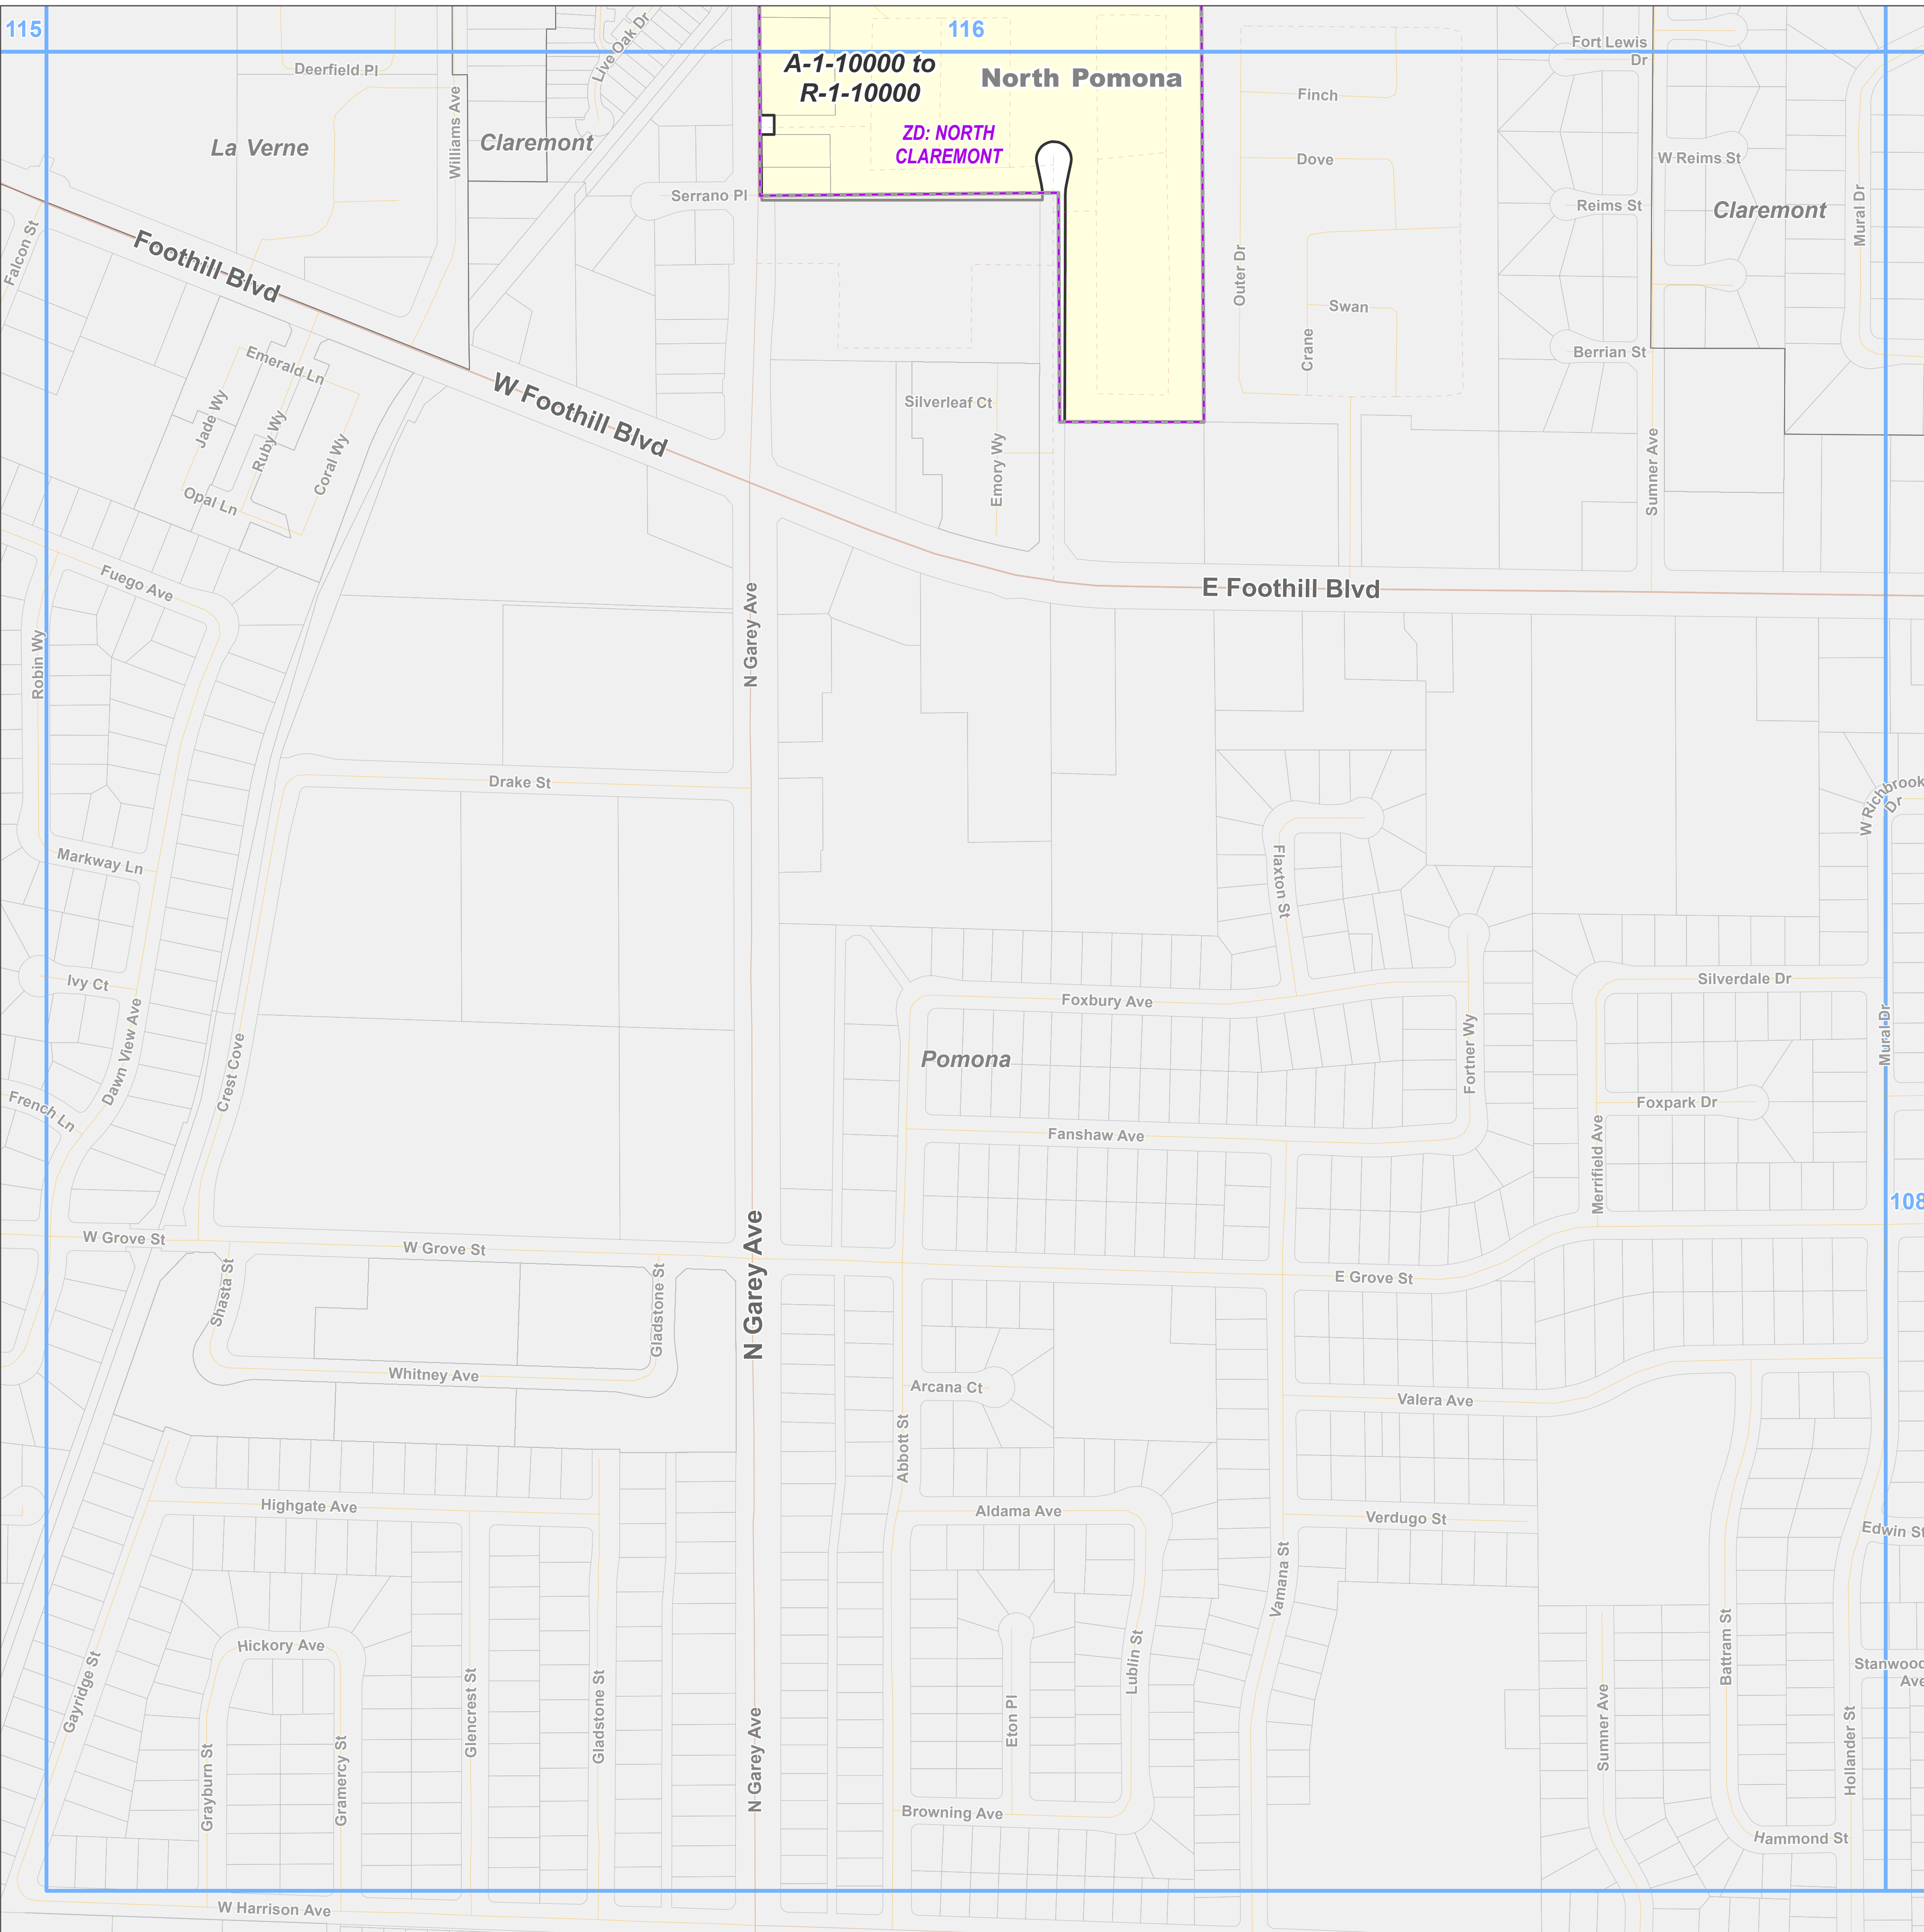 115
116
Fort Lewis
Dr
Live Oak Dr
Deerfield Pl
A-1-10000 to
R-1-10000
North Pomona
Finch
Williams Ave
La Verne
Claremont
ZD: NORTH
CLAREMONT
Dove
W Reims St
Serrano Pl
Reims St
Claremont
Mural Dr
Falcon St
Foothill Blvd
Outer Dr
Swan
Crane
Berrian St
Emerald Ln
Jade Wy
Ruby Wy
Coral Wy
Opal Ln
W Foothill Blvd
Silverleaf Ct
Emory Wy
Sumner Ave
Fuego Ave
Robin Wy
N Garey Ave
E Foothill Blvd
Drake St
W Richbrook
Dr
Markway Ln
Flaxton St
Ivy Ct
Dawn View Ave
Crest Cove
French Ln
Foxbury Ave
Silverdale Dr
Pomona
Fortner Wy
Mural Dr
Foxpark Dr
Fanshaw Ave
Merrifield Ave
108
W Grove St
W Grove St
N Garey Ave
E Grove St
Shasta St
Gladstone St
Whitney Ave
Arcana Ct
Valera Ave
Abbott St
Highgate Ave
Aldama Ave
Verdugo St
Edwin St
Vamana St
Hickory Ave
Gayridge St
Glencrest St
Gladstone St
Lublin St
Battram St
Stanwood
Ave
Eton Pl
N Garey Ave
Sumner Ave
Hollander St
Grayburn St
Gramercy St
Browning Ave
Hammond St
W Harrison Ave